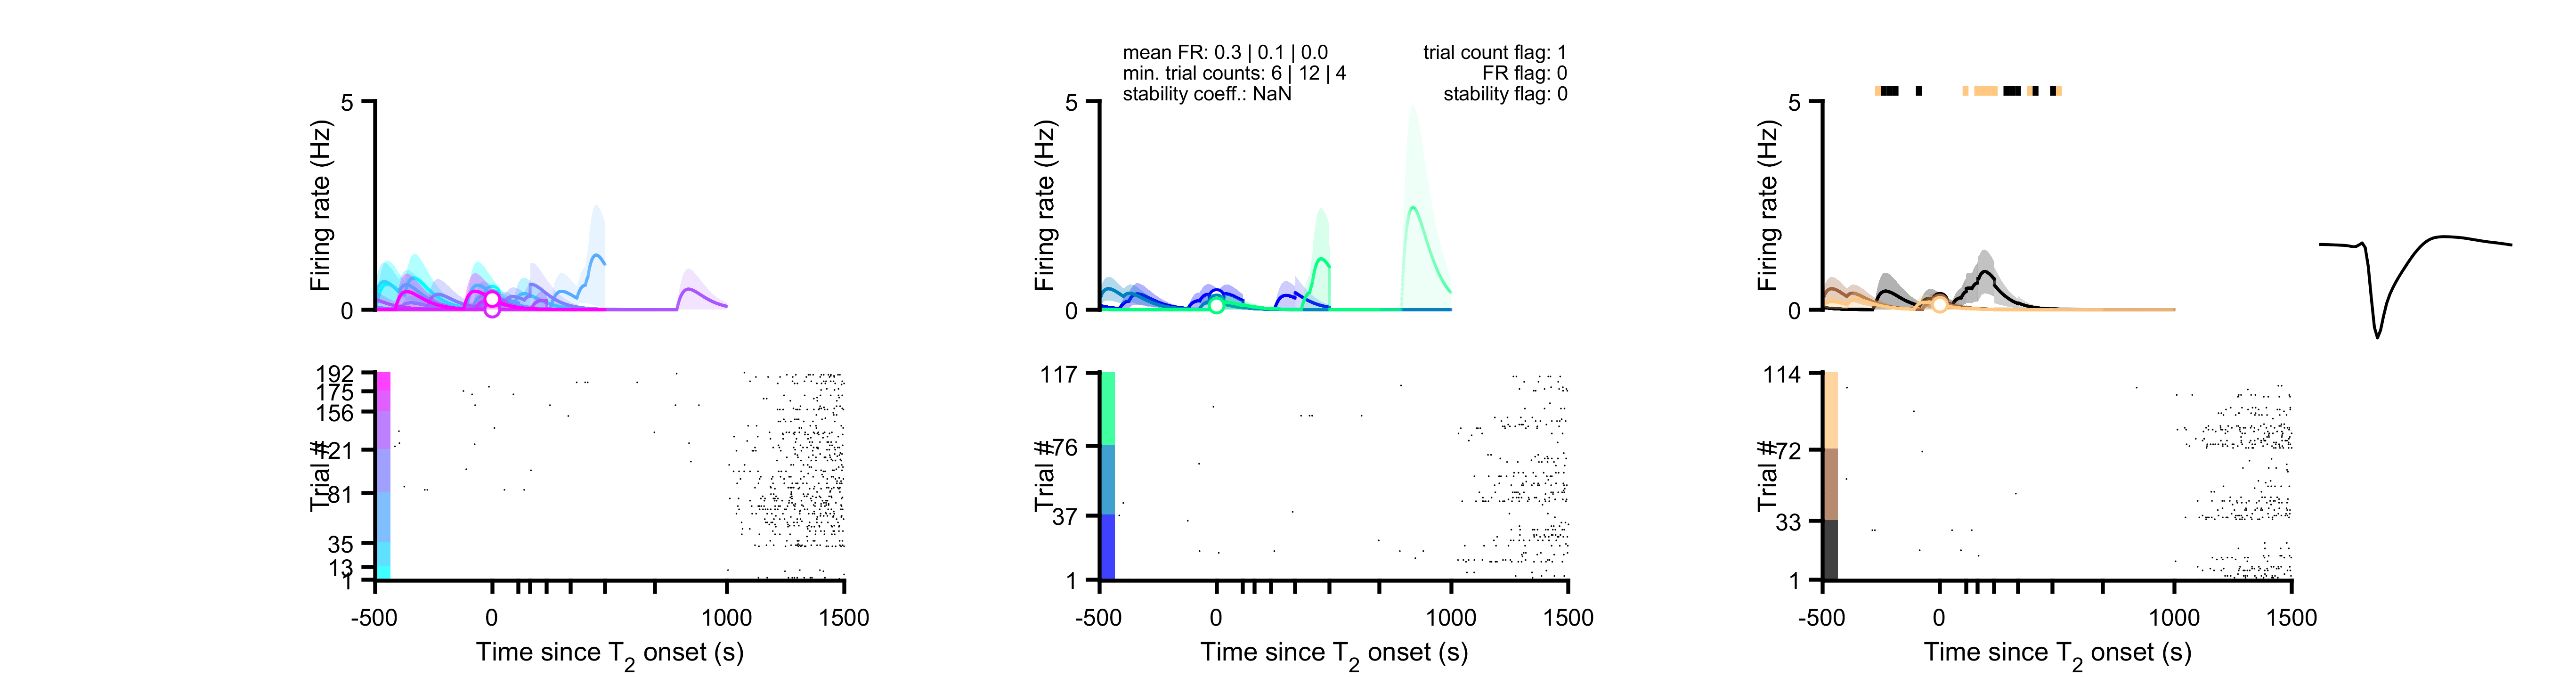 mean FR: 0.3 | 0.1 | 0.0
min. trial counts: 6 | 12 | 4
stability coeff.: NaN
trial count flag: 1
FR flag: 0
stability flag: 0
5
0
Firing rate (Hz)
5
0
Firing rate (Hz)
5
0
Firing rate (Hz)
192
175
156
121
81
35
13
1
Trial #
-500
0
1000
1500
Time since T2 onset (s)
117
76
37
1
Trial #
-500
0
1000
1500
Time since T2 onset (s)
114
72
33
1
Trial #
-500
0
1000
1500
Time since T2 onset (s)